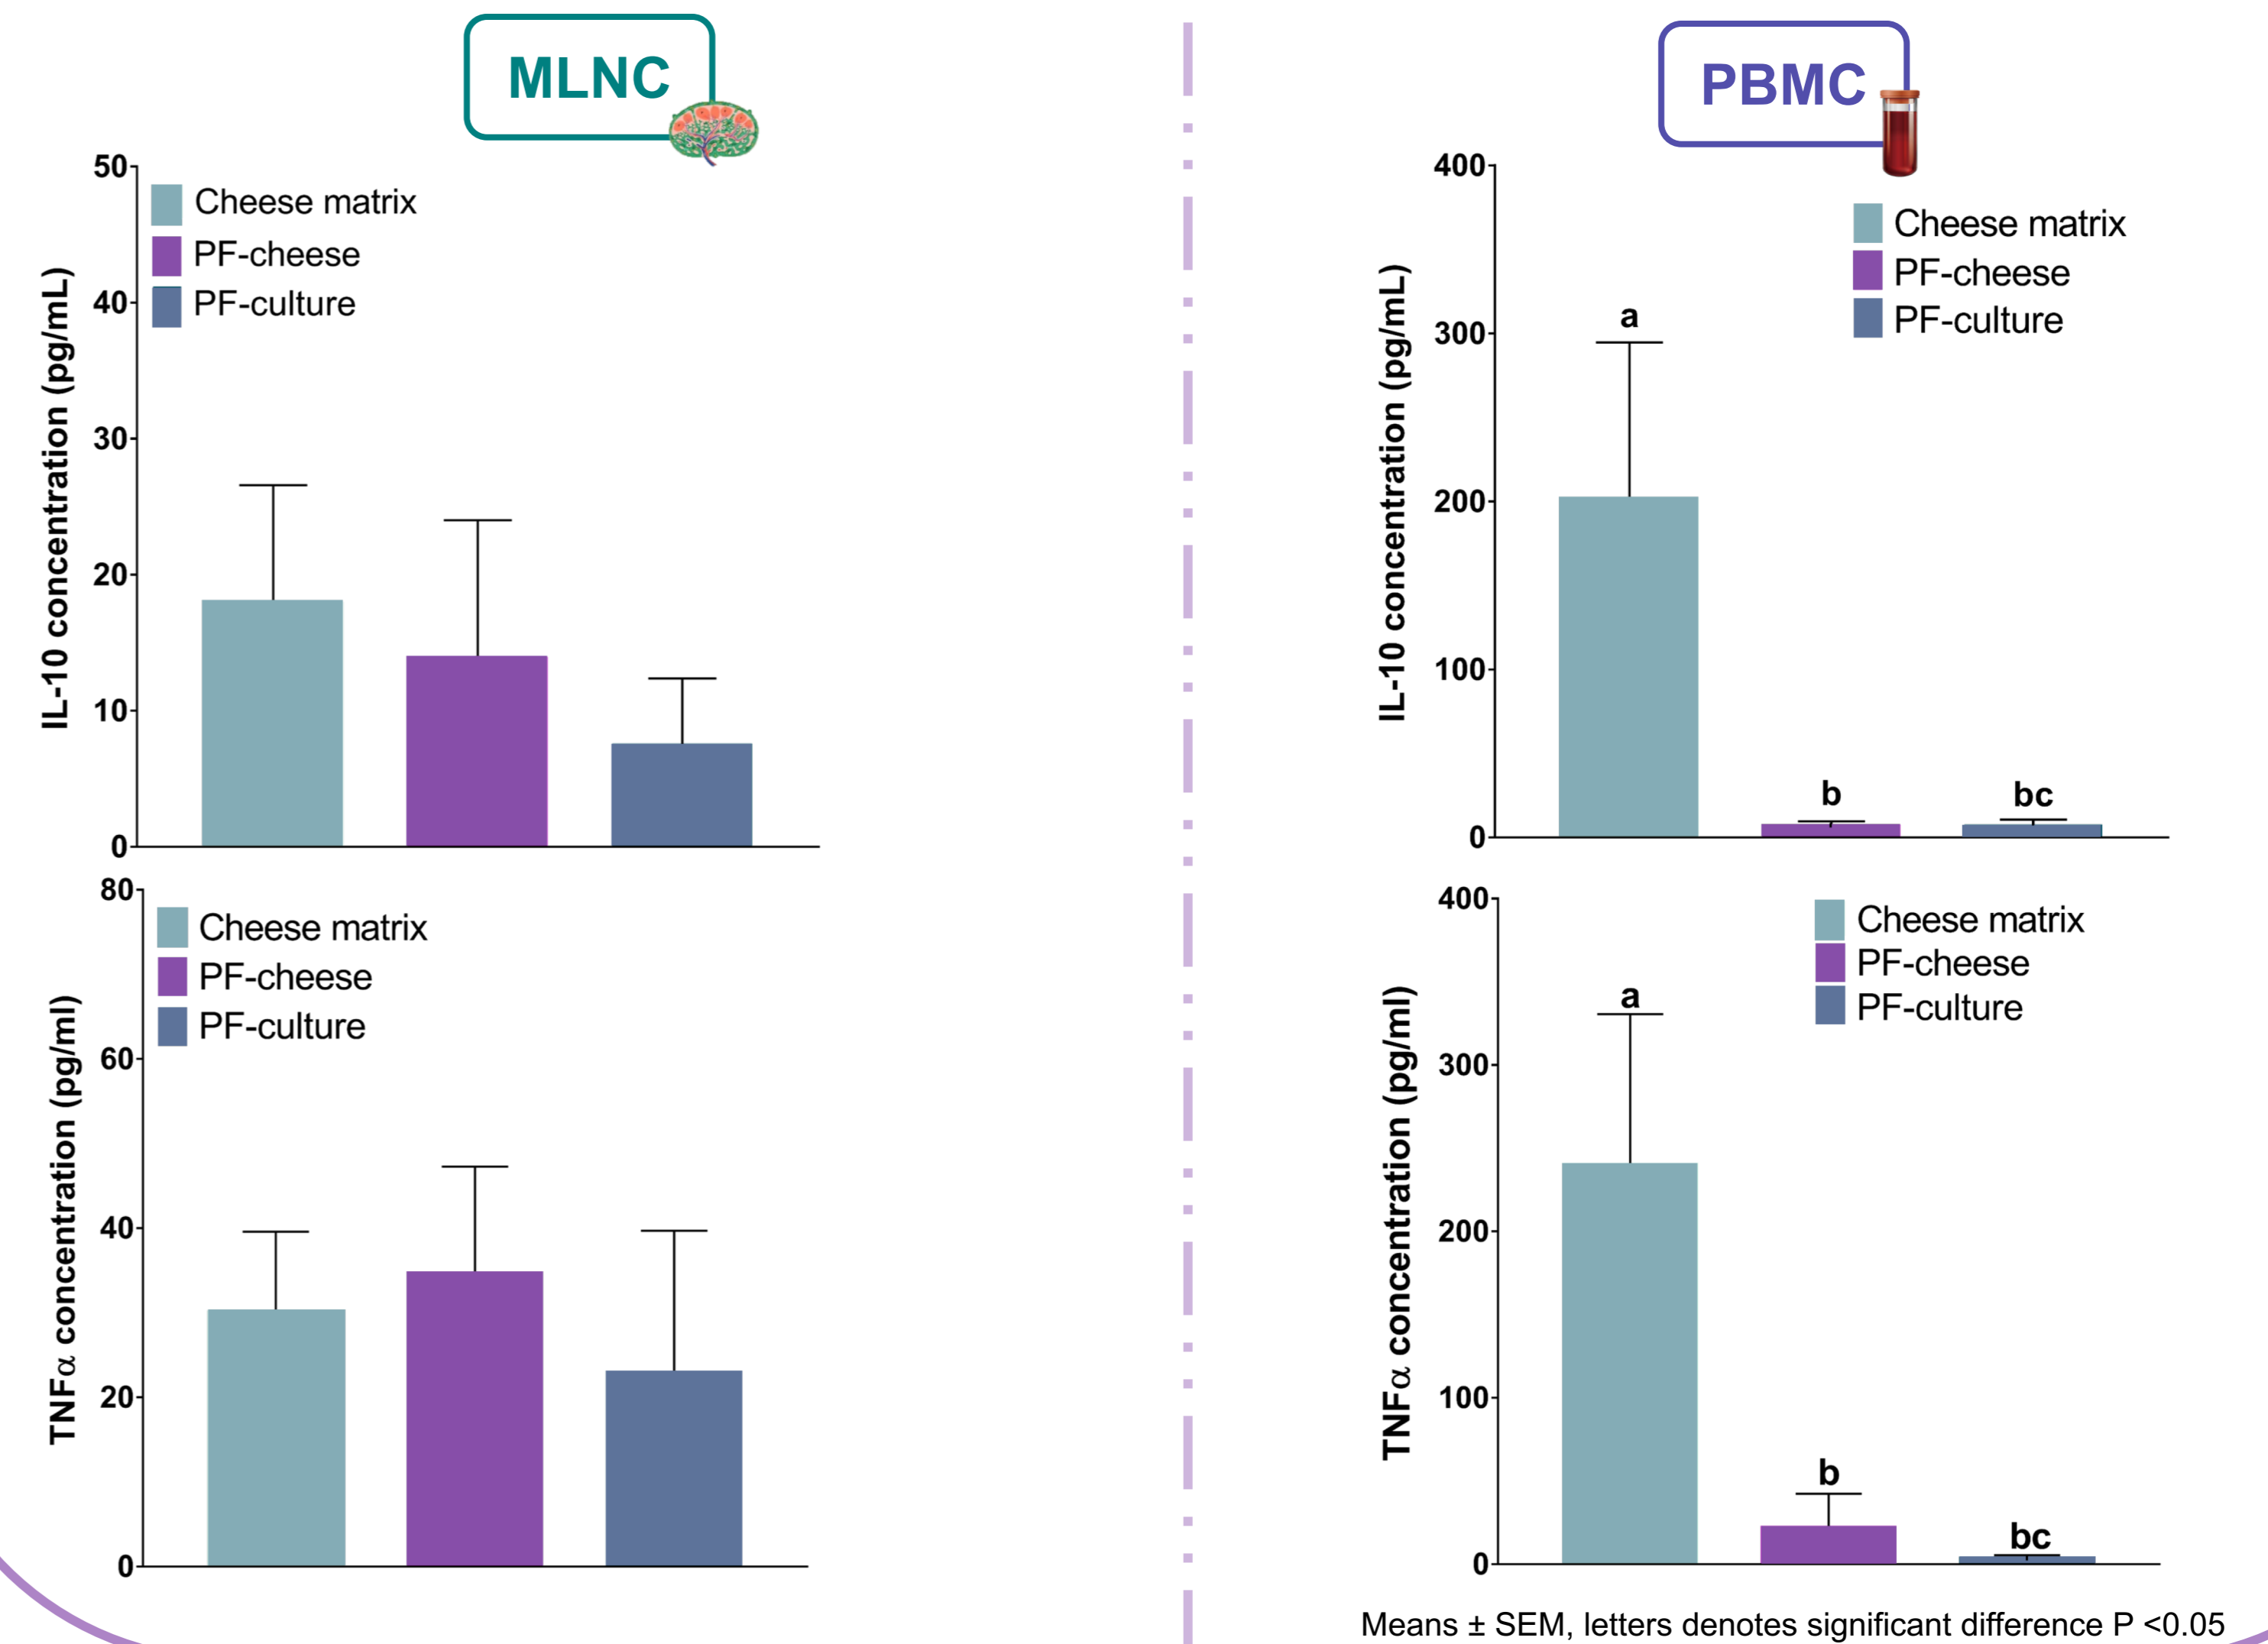 MLNC
50
40
30
20
10
0
IL-10 concentration (pg/mL)
Cheese matrix
PF-cheese
PF-culture
80
60
40
20
0
TNFα concentration (pg/ml)
Cheese matrix
PF-cheese
PF-culture
PBMC
400
300
200
100
0
IL-10 concentration (pg/mL)
Cheese matrix
PF-cheese
PF-culture
a
b
bc
400
300
200
100
0
TNFα concentration (pg/ml)
Cheese matrix
PF-cheese
PF-culture
a
b
bc
Means ± SEM, letters denotes significant difference P <0.05